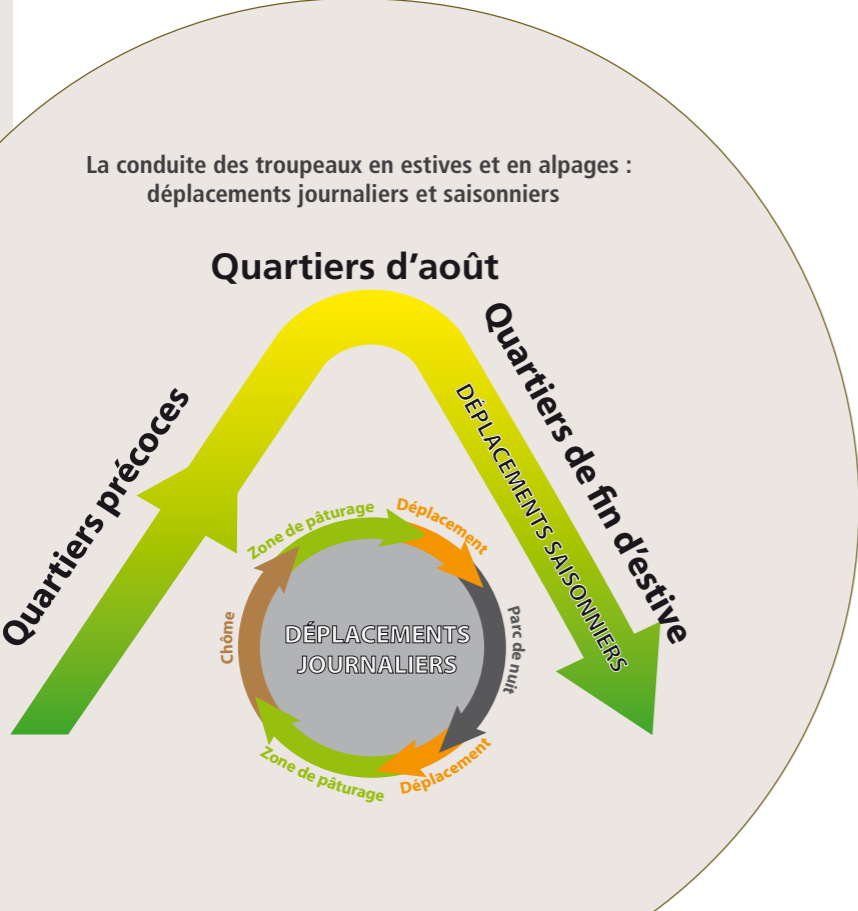 La conduite des troupeaux en estives et en alpages :
déplacements journaliers et saisonniers
Quartiers d’août
Quartiers précoces
Quartiers de fin d'estive
DÉPLACEMENTS SAISONNIERS
Zone de pâturage
Déplacement
Parc de nuit
Déplacement
Zone de pâturage
Chôme
DÉPLACEMENTS
JOURNALIERS